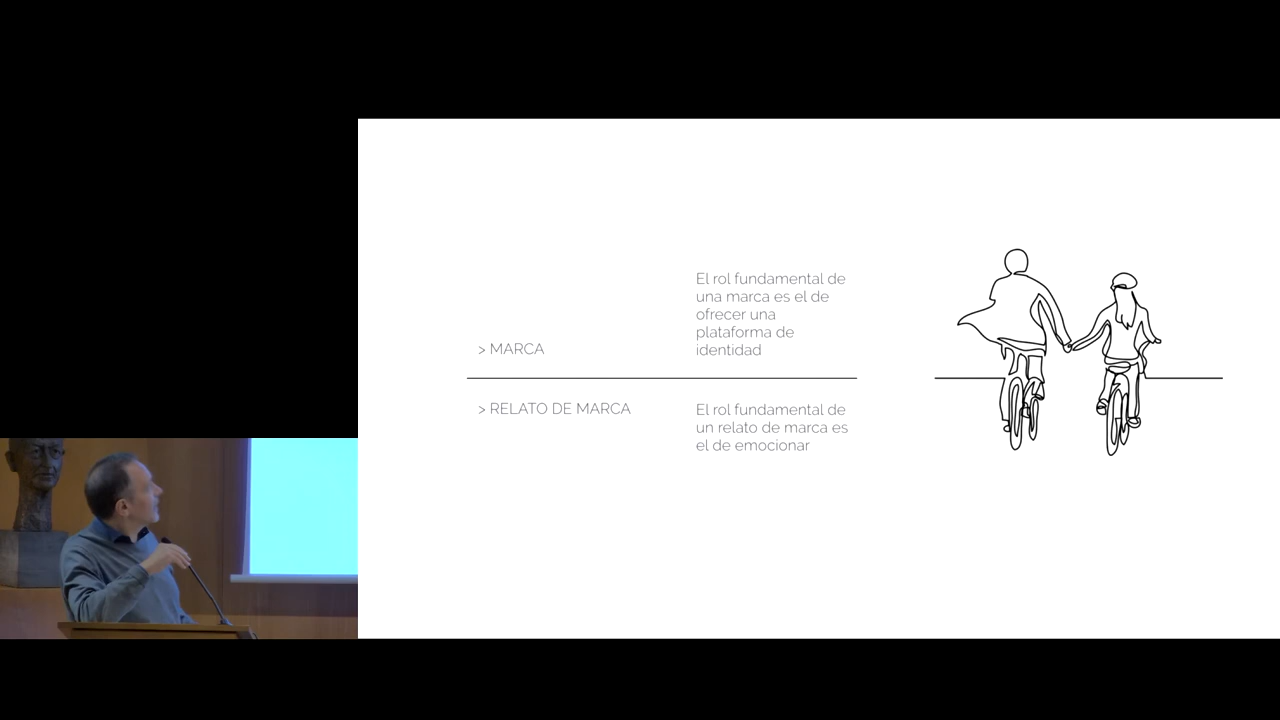 > MARCA
El rol fundamental de
una marca es el de
ofrecer una
plataforma de
identidad
> RELATO DE MARCA
El rol fundamental de
un relato de marca es
el de emocionar